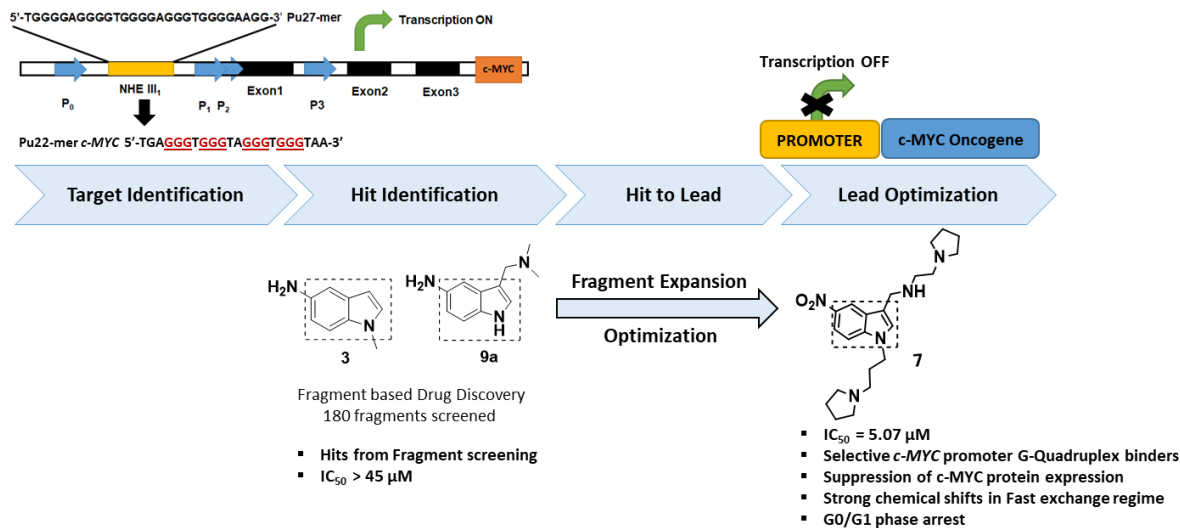 5'-TGGGGAGGGGTGGGGAGGGTGGGGAAGG-3' Pu27-mer
Transcription ON
c-MYC
P₀
NHE III₁
P₁ P₂
Exon1
P3
Exon2
Exon3
Pu22-mer c-MYC 5'-TGAGGGTGGGTAGGGTGGGTAA-3'
Transcription OFF
PROMOTER
c-MYC Oncogene
Target Identification
Hit Identification
Hit to Lead
Lead Optimization
H₂N
N
3
H₂N
N
N
H
9a
Fragment Expansion
Optimization
N
NH
O₂N
N
N
7
Fragment based Drug Discovery
180 fragments screened
▪ Hits from Fragment screening
▪ IC₅₀ > 45 µM
▪ IC₅₀ = 5.07 µM
▪ Selective c-MYC promoter G-Quadruplex binders
▪ Suppression of c-MYC protein expression
▪ Strong chemical shifts in Fast exchange regime
▪ G0/G1 phase arrest